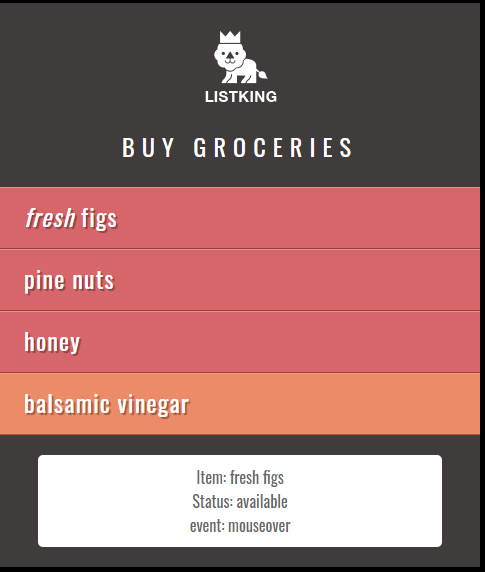 LISTKING
BUY GROCERIES
fresh figs
pine nuts
honey
balsamic vinegar
Item: fresh figs
Status: available
event: mouseover